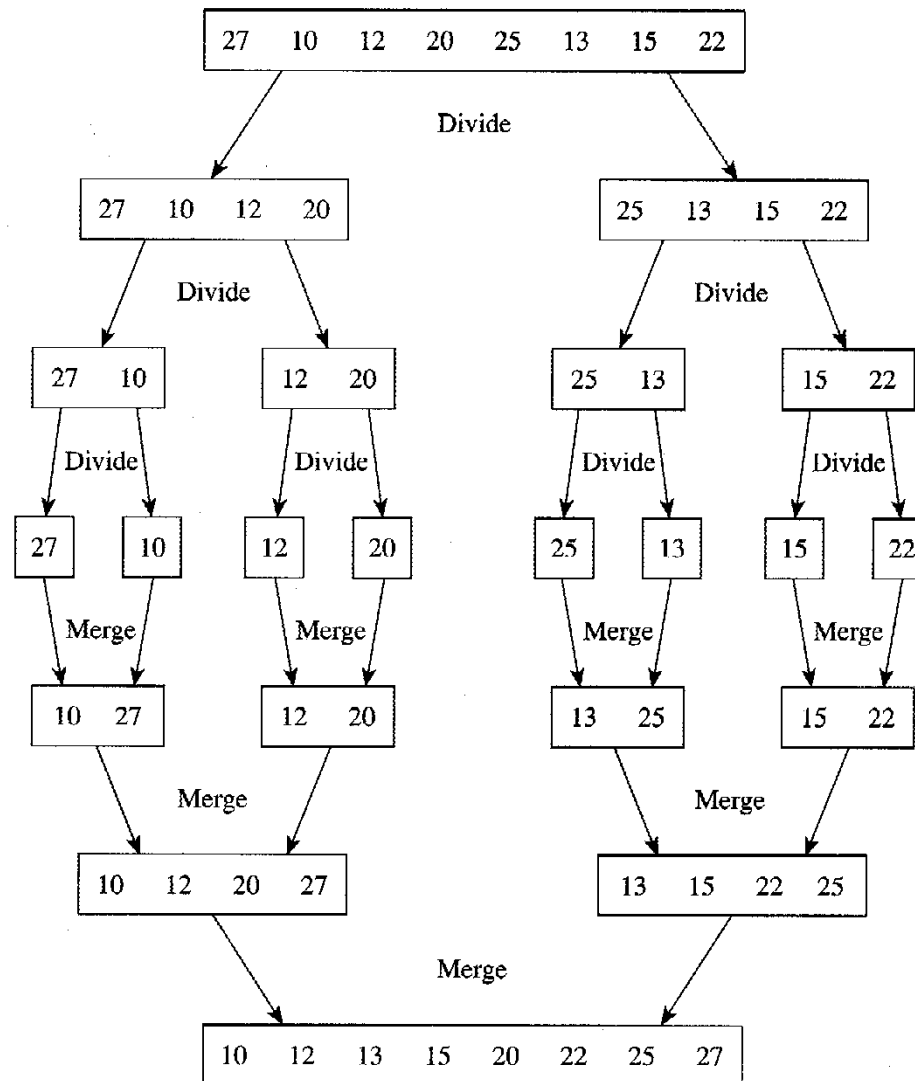 27 10 12 20 25 13 15 22
Divide
27 10 12 20 25 13 15 22
Divide Divide
27 10 12 20 25 13 15 22
Divide Divide Divide Divide
27 10 12 20 25 13 15 22
Merge Merge Merge Merge
10 27 12 20 13 25 15 22
Merge Merge
10 12 20 27 13 15 22 25
Merge
10 12 13 15 20 22 25 27